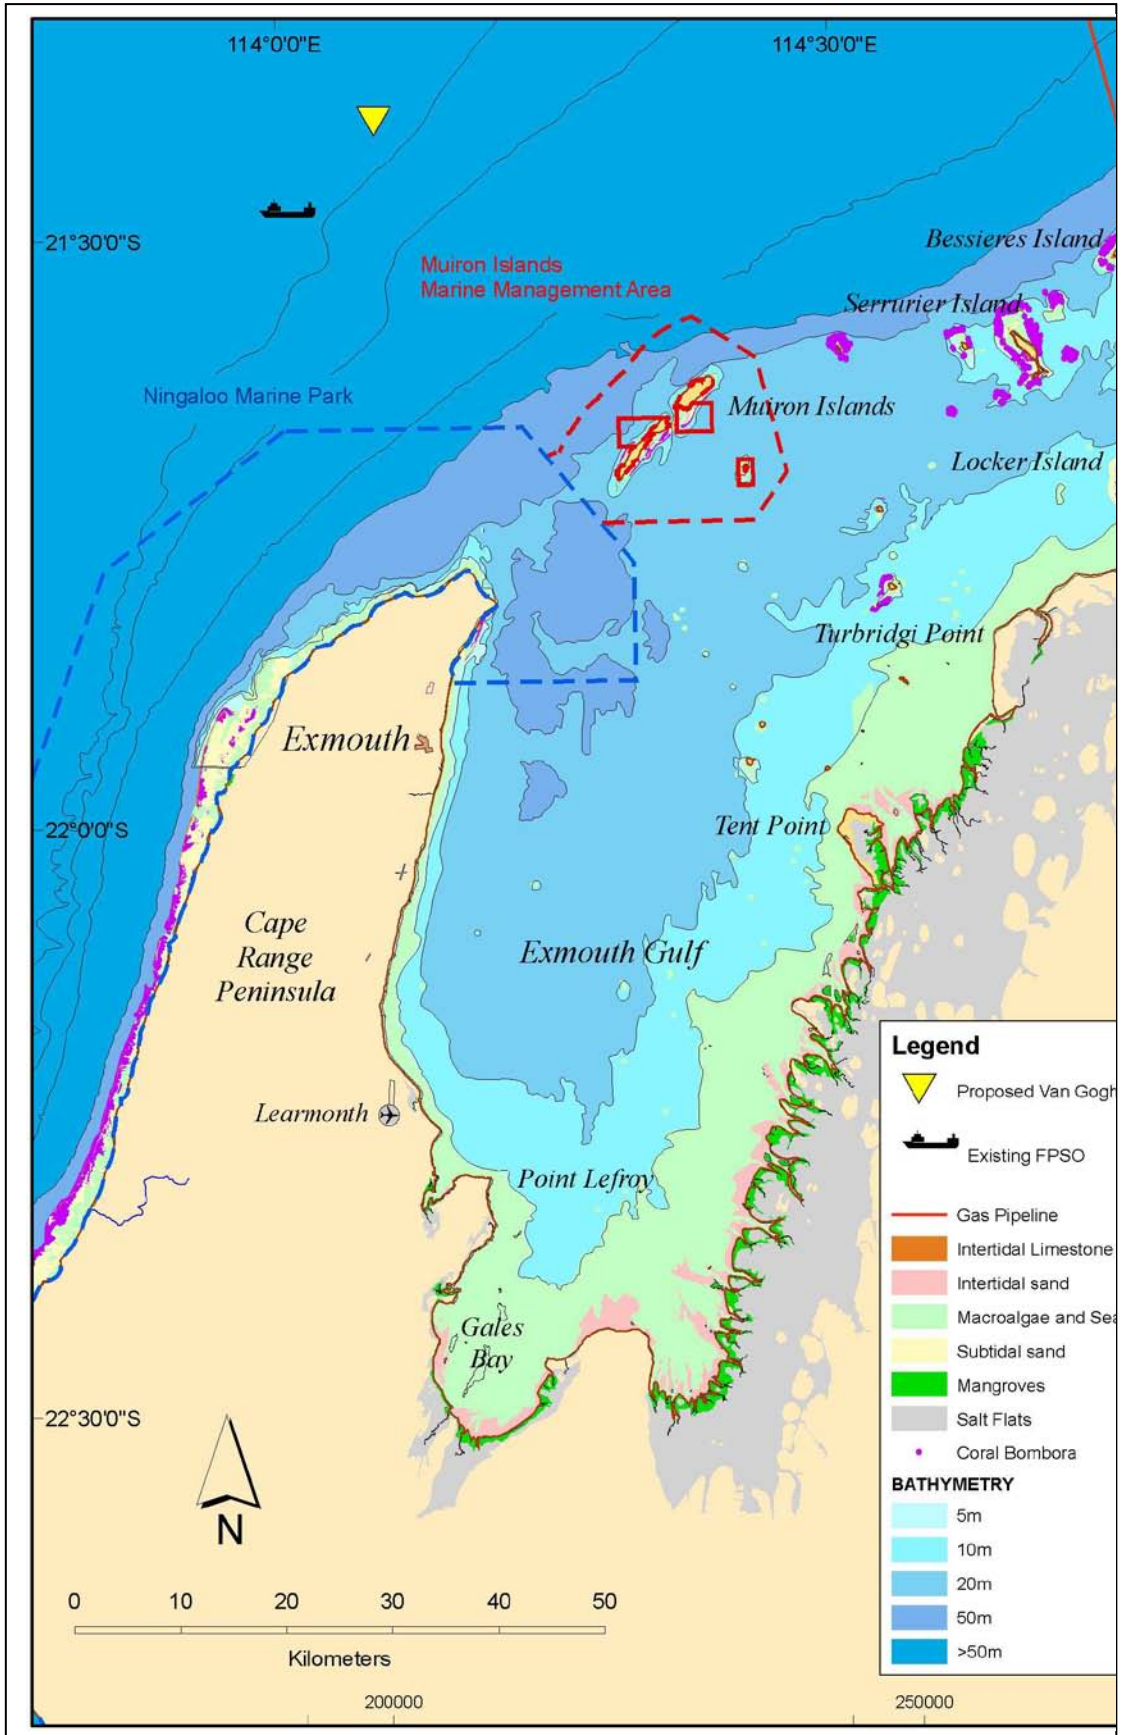 114°0'0"E
114°30'0"E
21°30'0"S
Bessieres Island
Muiron Islands
Marine Management Area
Serrurier Island
Ningaloo Marine Park
Muiron Islands
Locker Island
Turbridgi Point
Exmouth
22°0'0"S
Tent Point
Cape
Range
Peninsula
Exmouth Gulf
Learmonth
Point Lefroy
Gales
Bay
22°30'0"S
N
0 10 20 30 40 50
Kilometers
200000
250000
Legend
Proposed Van Gogh
Existing FPSO
Gas Pipeline
Intertidal Limestone
Intertidal sand
Macroalgae and Sea
Subtidal sand
Mangroves
Salt Flats
Coral Bombora
BATHYMETRY
5m
10m
20m
50m
>50m